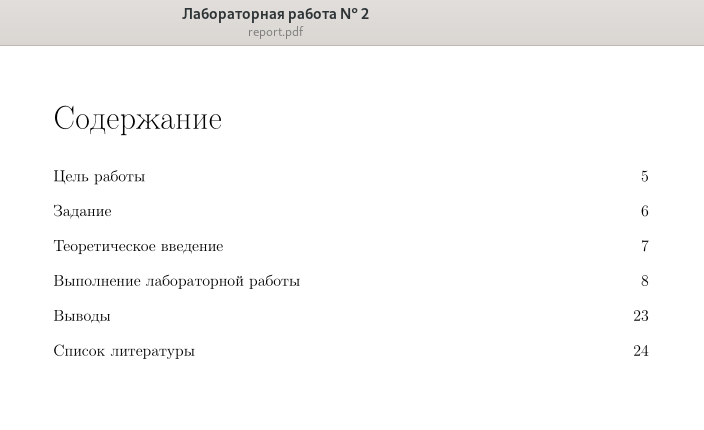 Лабораторная работа № 2
report.pdf
Содержание
Цель работы 5
Задание 6
Теоретическое введение 7
Выполнение лабораторной работы 8
Выводы 23
Список литературы 24